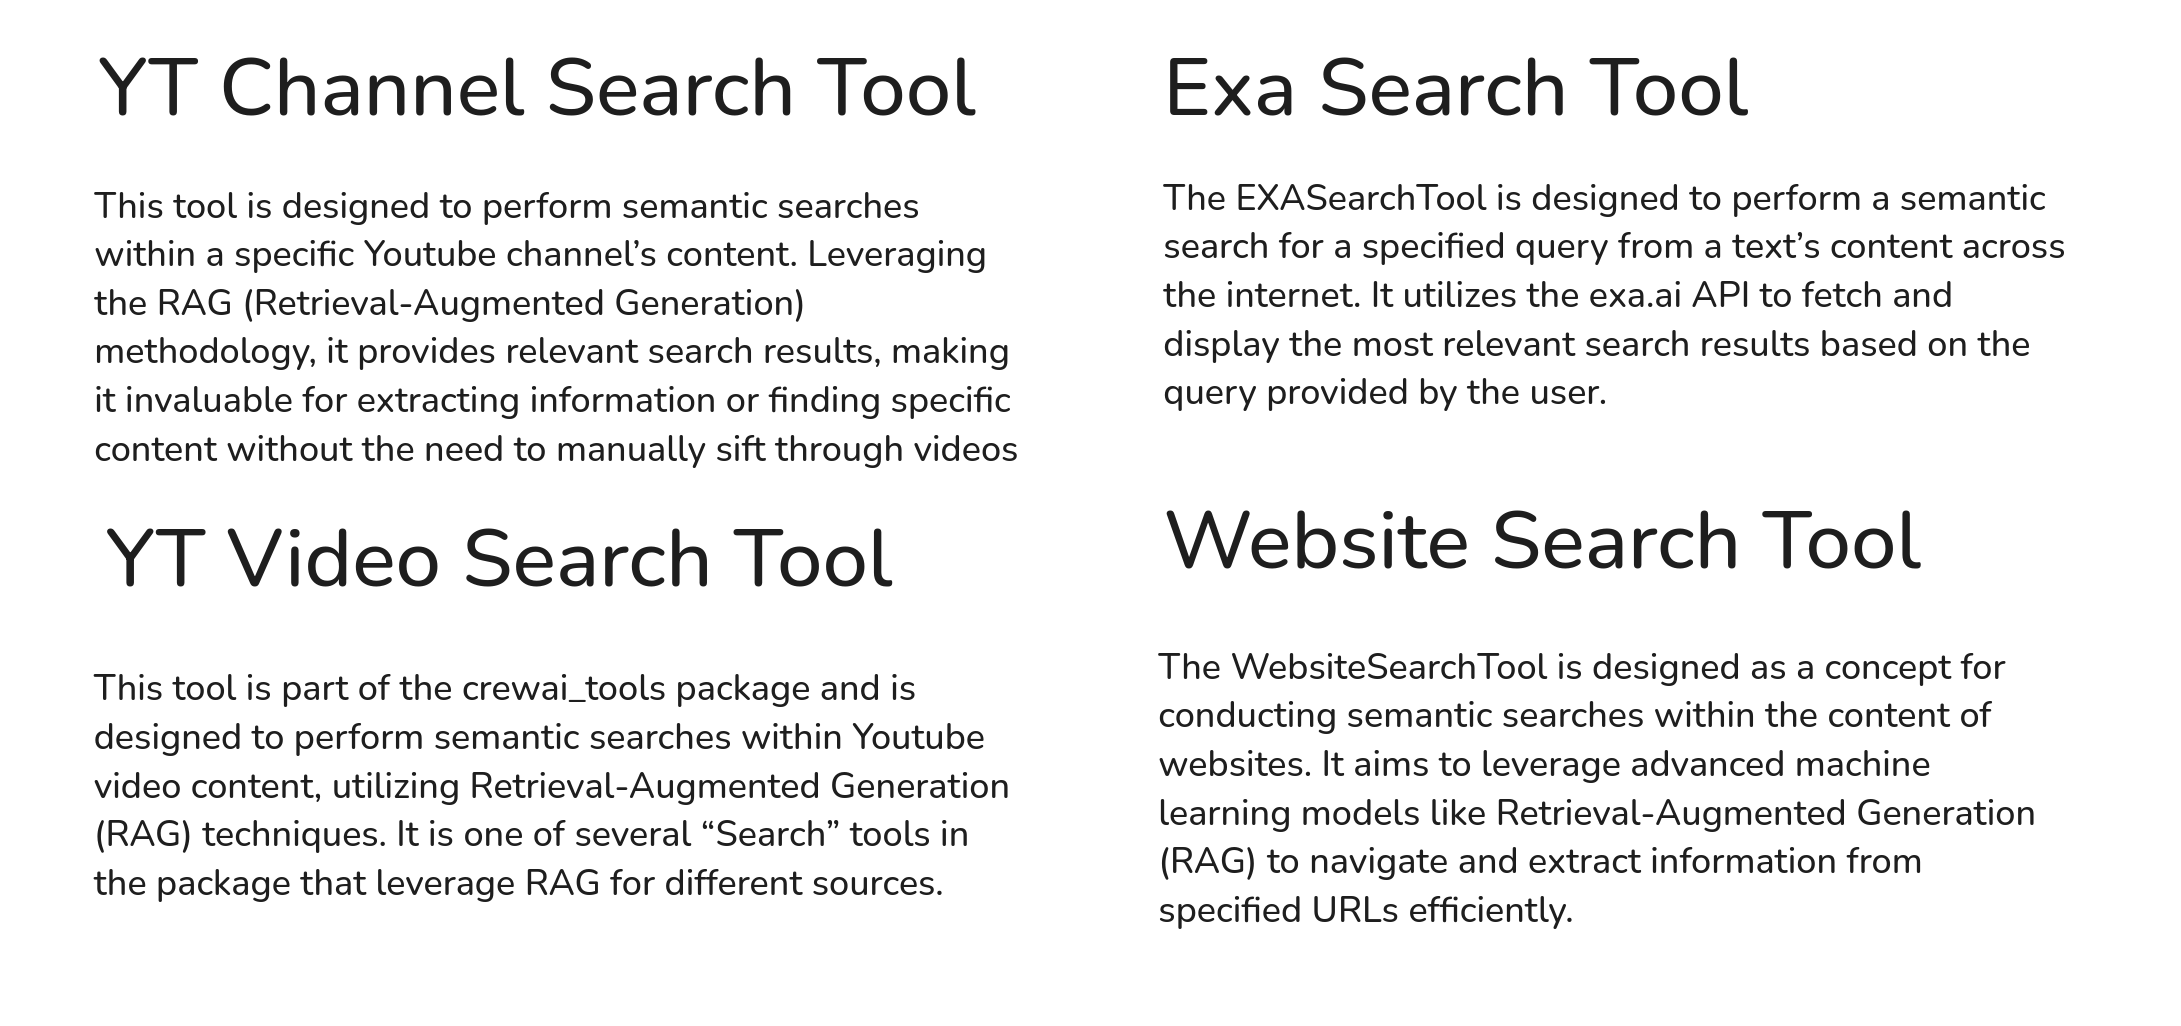 YT Channel Search Tool
This tool is designed to perform semantic searches
within a specific Youtube channel’s content. Leveraging
the RAG (Retrieval-Augmented Generation)
methodology, it provides relevant search results, making
it invaluable for extracting information or finding specific
content without the need to manually sift through videos
YT Video Search Tool
This tool is part of the crewai_tools package and is
designed to perform semantic searches within Youtube
video content, utilizing Retrieval-Augmented Generation
(RAG) techniques. It is one of several “Search” tools in
the package that leverage RAG for different sources.
Exa Search Tool
The EXASearchTool is designed to perform a semantic
search for a specified query from a text’s content across
the internet. It utilizes the exa.ai API to fetch and
display the most relevant search results based on the
query provided by the user.
Website Search Tool
The WebsiteSearchTool is designed as a concept for
conducting semantic searches within the content of
websites. It aims to leverage advanced machine
learning models like Retrieval-Augmented Generation
(RAG) to navigate and extract information from
specified URLs efficiently.